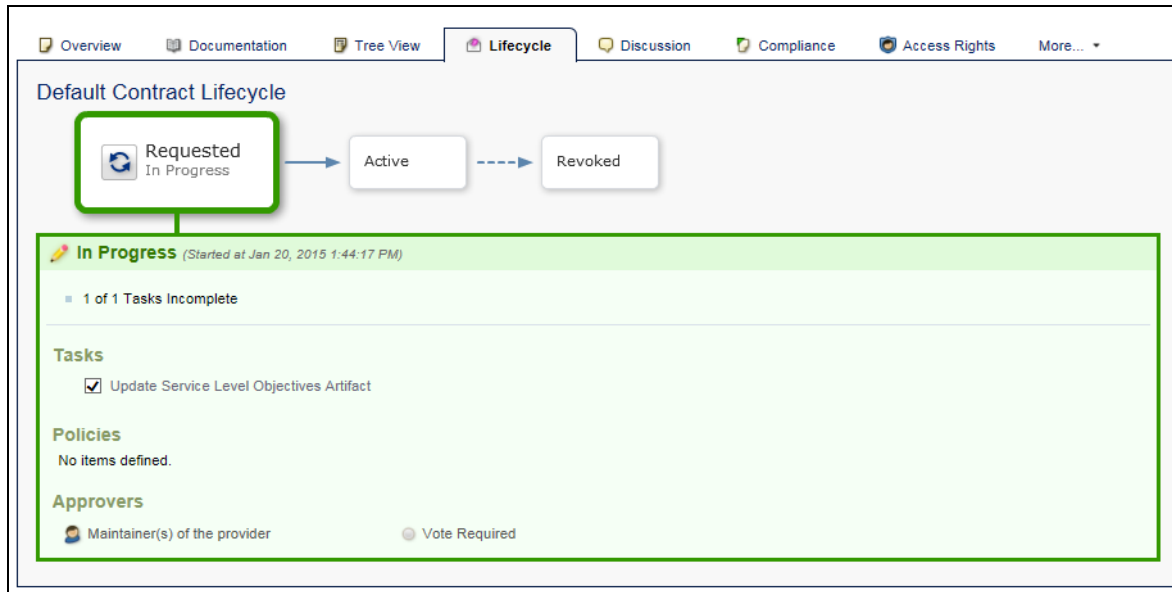 Overview Documentation Tree View Lifecycle Discussion Compliance Access Rights More...
Default Contract Lifecycle
Requested
In Progress
Active
Revoked
In Progress (Started at Jan 20, 2015 1:44:17 PM)
1 of 1 Tasks Incomplete
Tasks
Update Service Level Objectives Artifact
Policies
No items defined.
Approvers
Maintainer(s) of the provider Vote Required